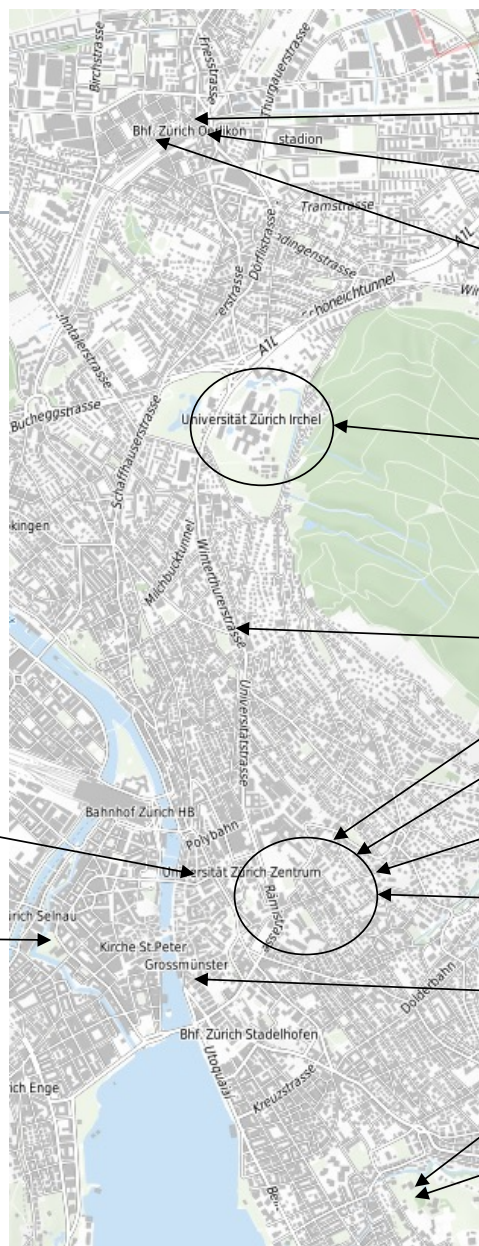 Birchstrasse
Friesstrasse
Thurgauerstrasse
Bhf. Zürich Oerlikon
stadion
Tramstrasse
Dörflistrasse
A1L
Schöneichtunnel
A1L
Bucheggstrasse
Universität Zürich Irchel
Schaffhauserstrasse
Milchbucktunnel
Winterthurerstrasse
Universitätstrasse
Bahnhof Zürich HB
Polybahn
Universität Zürich Zentrum
Kirche St.Peter
Grossmünster
Dolderbahn
Bhf. Zürich Stadelhofen
Utoquai
Kreuzstrasse